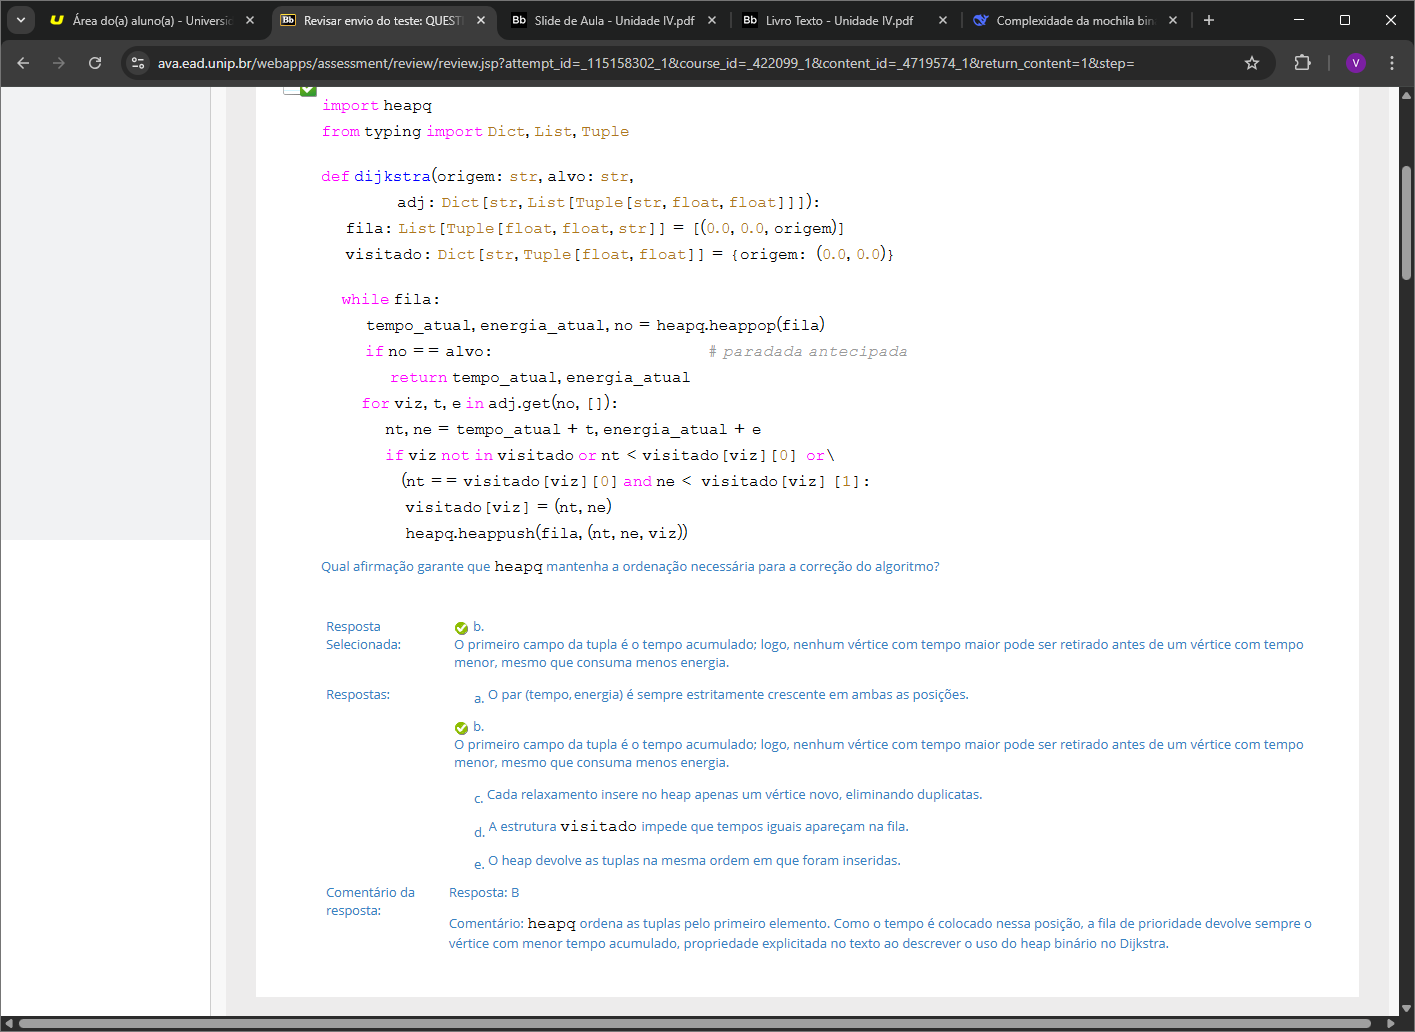 Área do(a) aluno(a) - Universid
Revisar envio do teste: QUESTI
Slide de Aula - Unidade IV.pdf
Livro Texto - Unidade IV.pdf
Complexidade da mochila bin
ava.ead.unip.br/webapps/assessment/review/review.jsp?attempt_id=_115158302_1&course_id=_422099_1&content_id=_4719574_1&return_content=1&step=
V
import heapq
from typing import Dict, List, Tuple
def dijkstra(origem: str, alvo: str,
adj: Dict[str, List[Tuple[str, float, float]]]):
fila: List[Tuple[float, float, str]] = [(0.0, 0.0, origem)]
visitado: Dict[str, Tuple[float, float]] = {origem: (0.0, 0.0)}
while fila:
tempo_atual, energia_atual, no = heapq.heappop(fila)
if no == alvo: # paradada antecipada
return tempo_atual, energia_atual
for viz, t, e in adj.get(no, []):
nt, ne = tempo_atual + t, energia_atual + e
if viz not in visitado or nt < visitado[viz][0] or\
(nt == visitado[viz][0] and ne < visitado[viz] [1]:
visitado[viz] = (nt, ne)
heapq.heappush(fila, (nt, ne, viz))
Qual afirmação garante que heapq mantenha a ordenação necessária para a correção do algoritmo?
Resposta Selecionada:
b.
O primeiro campo da tupla é o tempo acumulado; logo, nenhum vértice com tempo maior pode ser retirado antes de um vértice com tempo
menor, mesmo que consuma menos energia.
Respostas:
a. O par (tempo, energia) é sempre estritamente crescente em ambas as posições.
b.
O primeiro campo da tupla é o tempo acumulado; logo, nenhum vértice com tempo maior pode ser retirado antes de um vértice com tempo
menor, mesmo que consuma menos energia.
c. Cada relaxamento insere no heap apenas um vértice novo, eliminando duplicatas.
d. A estrutura visitado impede que tempos iguais apareçam na fila.
e. O heap devolve as tuplas na mesma ordem em que foram inseridas.
Comentário da resposta:
Resposta: B
Comentário: heapq ordena as tuplas pelo primeiro elemento. Como o tempo é colocado nessa posição, a fila de prioridade devolve sempre o
vértice com menor tempo acumulado, propriedade explicitada no texto ao descrever o uso do heap binário no Dijkstra.